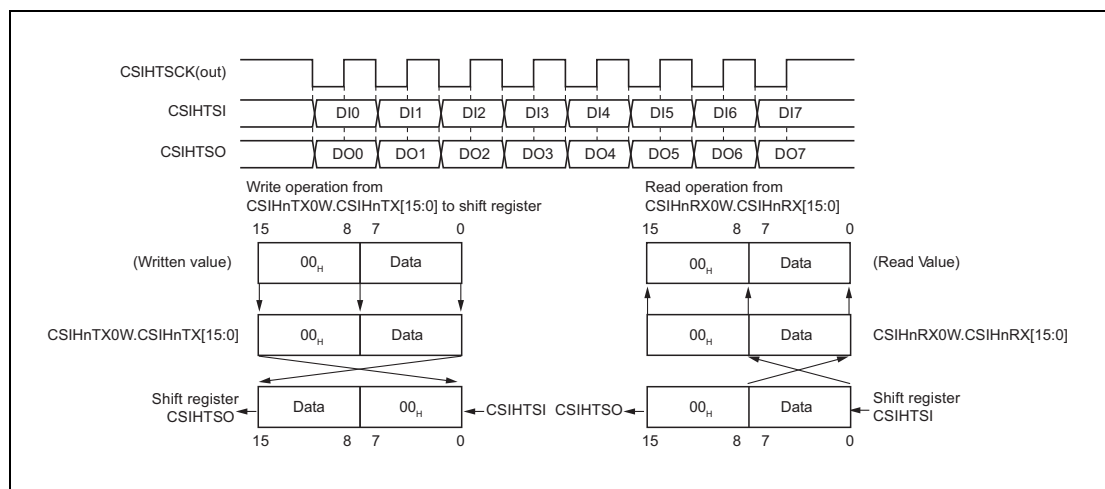 CSIHTSCK(out)
CSIHTSI DI0 DI1 DI2 DI3 DI4 DI5 DI6 DI7
CSIHTSO DO0 DO1 DO2 DO3 DO4 DO5 DO6 DO7
Write operation from
CSIHnTX0W.CSIHnTX[15:0] to shift register
15 8 7 0
(Written value) 00H Data
CSIHnTX0W.CSIHnTX[15:0] 00H Data
Shift register
CSIHTSO
Data 00H
CSIHTSI
15 8 7 0
Read operation from
CSIHnRX0W.CSIHnRX[15:0]
15 8 7 0
00H Data (Read Value)
00H Data CSIHnRX0W.CSIHnRX[15:0]
CSIHTSO 00H Data
Shift register
CSIHTSI
15 8 7 0